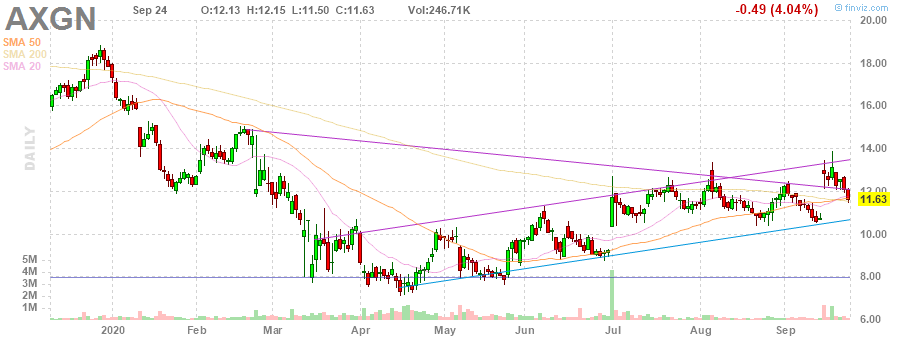 AXGN
Sep 24 O:12.13 H:12.15 L:11.50 C:11.63 Vol:246.71K
-0.49 (4.04%)
© finviz.com
SMA 50
SMA 200
SMA 20
DAILY
20.00
18.00
16.00
14.00
12.00
11.63
10.00
8.00
6.00
5M
4M
3M
2M
1M
2020 Feb Mar Apr May Jun Jul Aug Sep